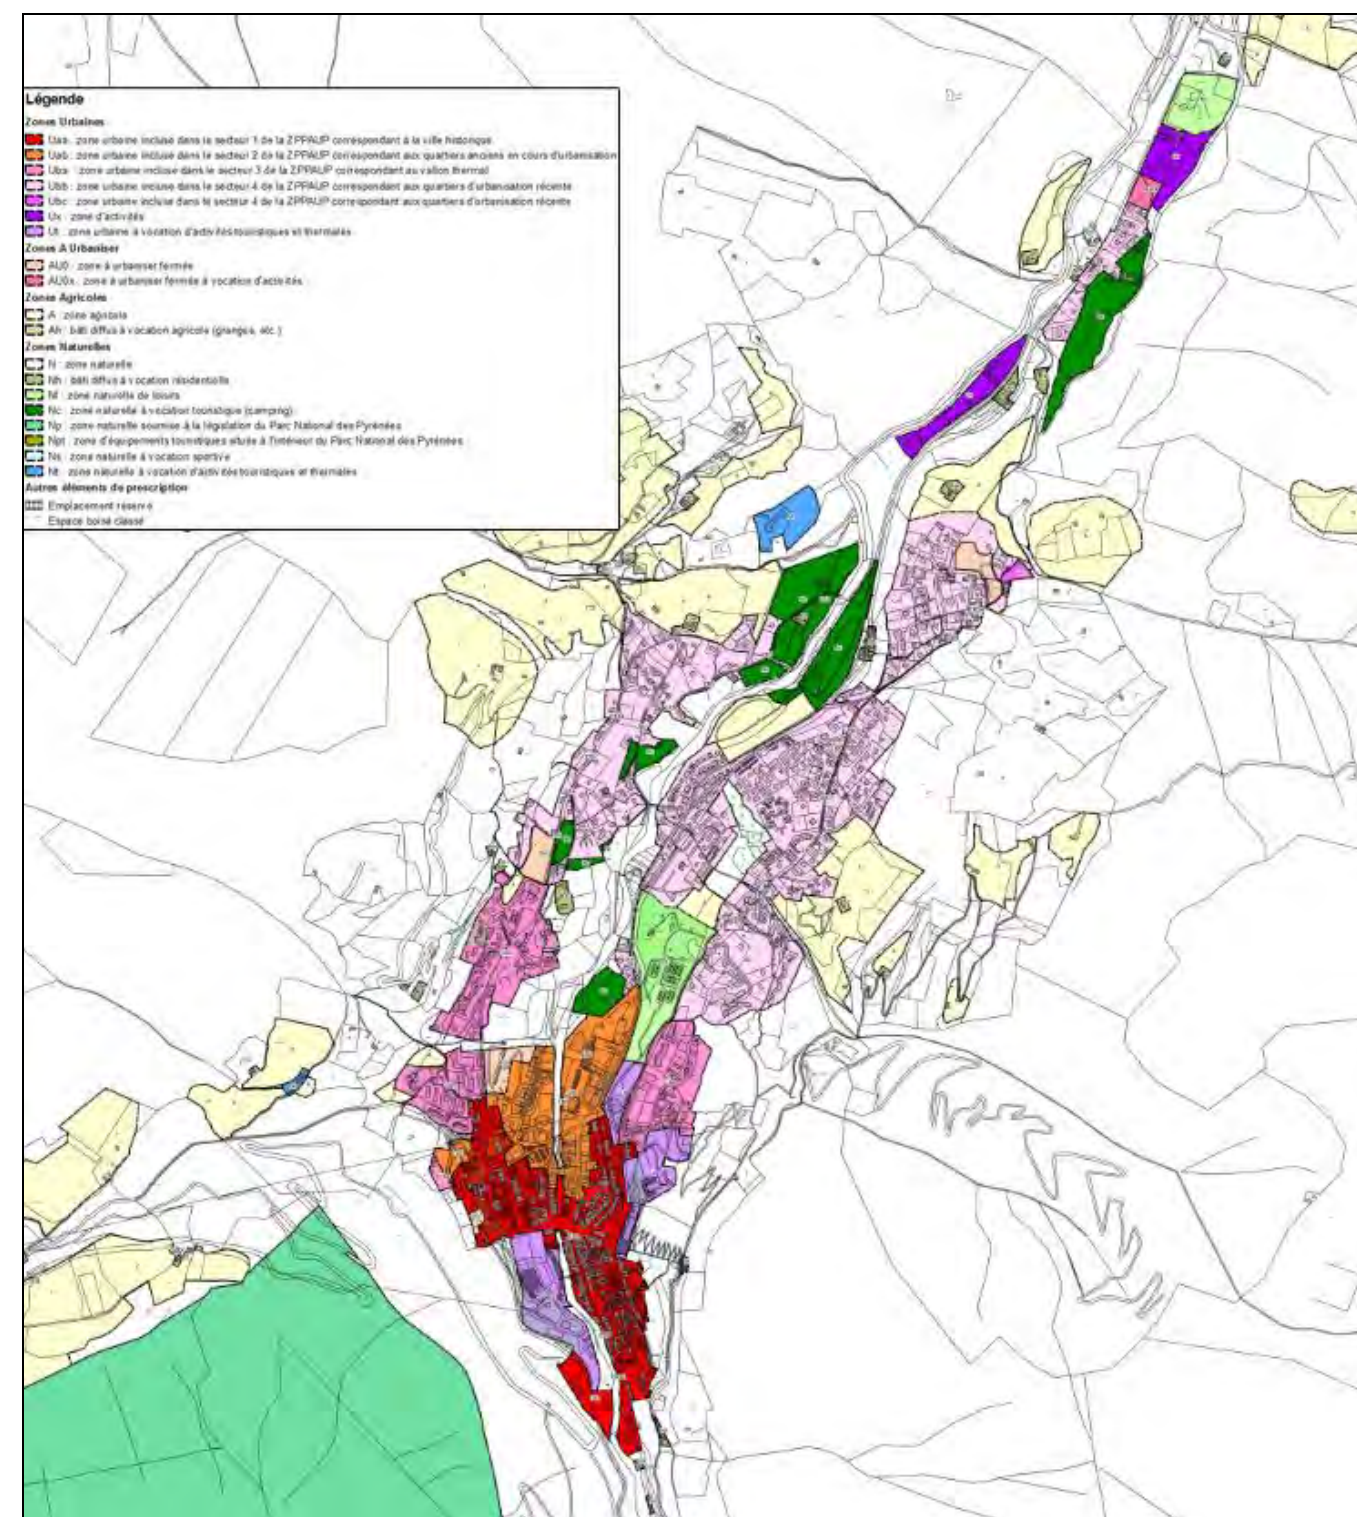 Légende
Zones Urbaines
Uaa : zone urbaine incluse dans le secteur 1 de la ZPPAUP correspondant à la ville historique
Uab : zone urbaine incluse dans le secteur 2 de la ZPPAUP correspondant aux quartiers anciens en cours d'urbanisation
Uba : zone urbaine incluse dans le secteur 3 de la ZPPAUP correspondant au vallon thermal
Ubb : zone urbaine incluse dans le secteur 4 de la ZPPAUP correspondant aux quartiers d'urbanisation récente
Ubc : zone urbaine incluse dans le secteur 4 de la ZPPAUP correspondant aux quartiers d'urbanisation récente
Ux : zone d'activités
Ut : zone urbaine à vocation d'activités touristiques et thermales
Zones A Urbaniser
AU0 : zone à urbaniser fermée
AU0x : zone à urbaniser fermée à vocation d'activités
Zones Agricoles
A : zone agricole
Ah : bâti diffus à vocation agricole (granges, etc.)
Zones Naturelles
N : zone naturelle
Nh : bâti diffus à vocation résidentielle
Nl : zone naturelle de loisirs
Nc : zone naturelle à vocation touristique (camping)
Np : zone naturelle soumise à la législation du Parc National des Pyrénées
Npt : zone d'équipements touristiques située à l'intérieur du Parc National des Pyrénées
Ns : zone naturelle à vocation sportive
Nt : zone naturelle à vocation d'activités touristiques et thermales
Autres éléments de prescription
Emplacement réservé
Espace boisé classé